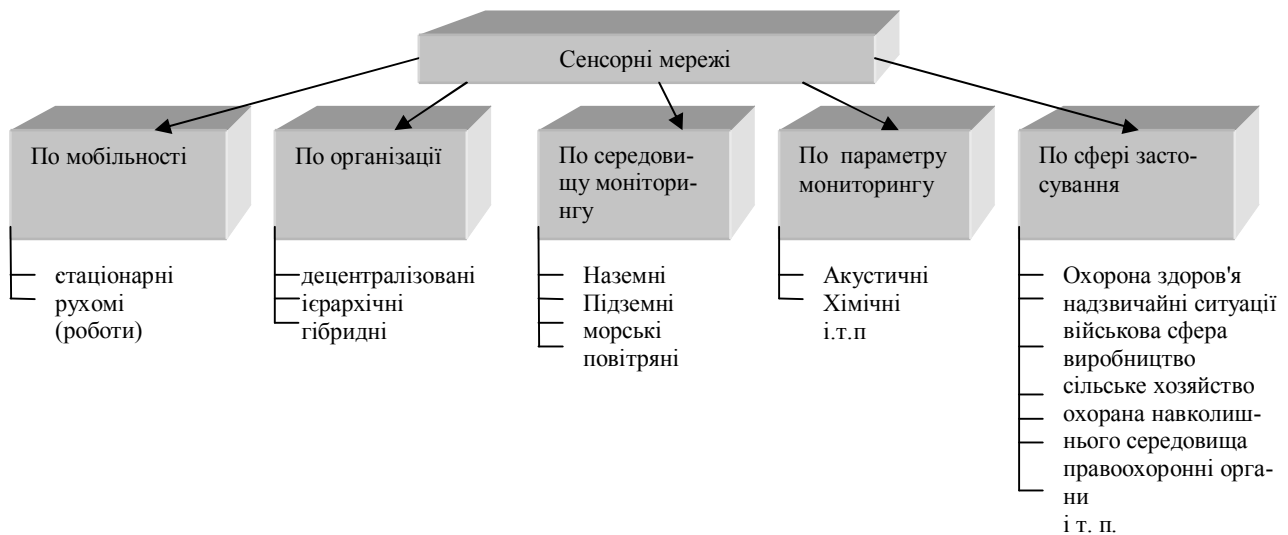 Сенсорні мережі
По мобільності
стаціонарні
рухомі
(роботи)
По організації
децентралізовані
ієрархічні
гібридні
По середови-
щу монітори-
нгу
Наземні
Підземні
морські
повітряні
По параметру
мониторингу
Акустичні
Хімічні
і.т.п
По сфері засто-
сування
Охорона здоров'я
надзвичайні ситуації
військова сфера
виробництво
сільське хозяйство
охорана навколиш-
нього середовища
правоохоронні орга-
ни
і т. п.